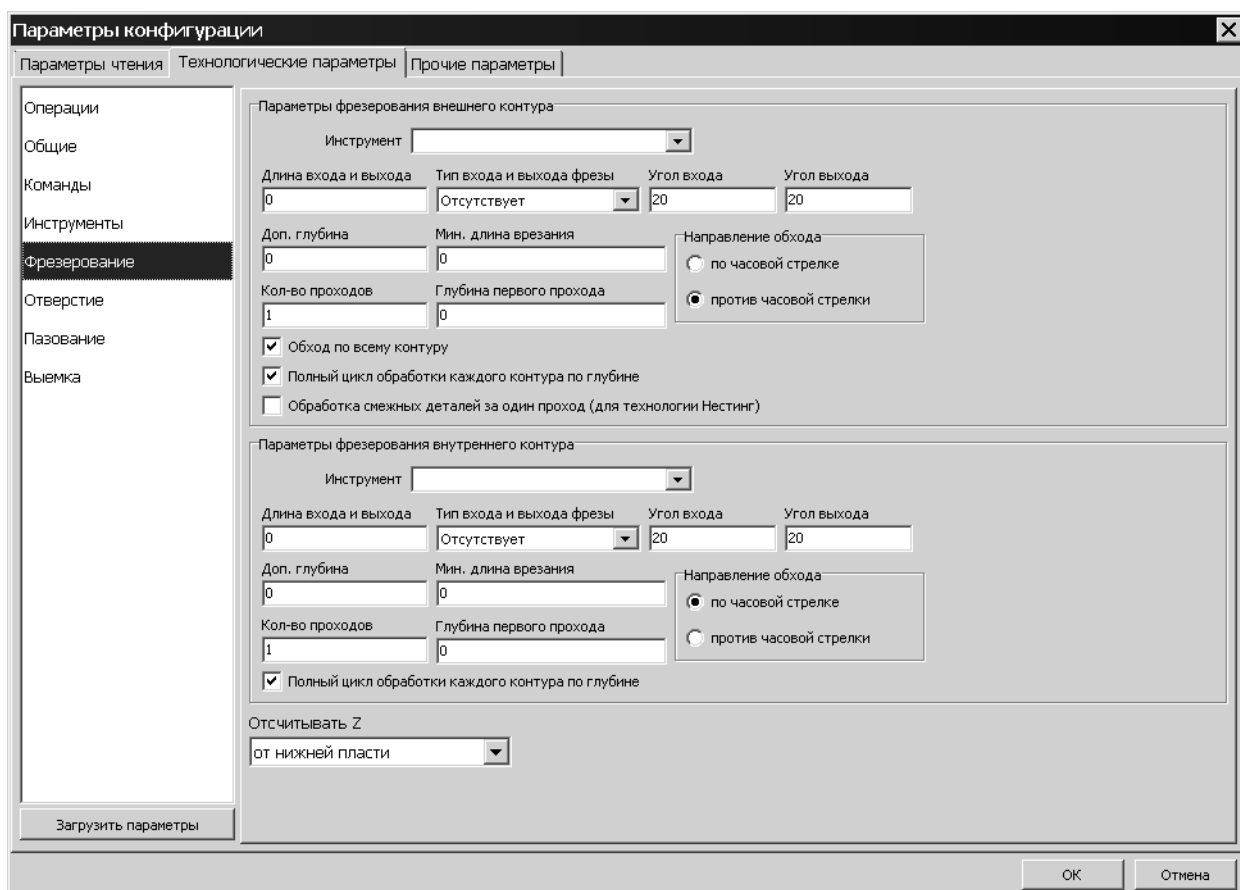 Параметры конфигурации
Параметры чтения Технологические параметры Прочие параметры
Операции
Общие
Команды
Инструменты
Фрезерование
Отверстие
Пазование
Выемка
Загрузить параметры
Параметры фрезерования внешнего контура
Инструмент
Длина входа и выхода Тип входа и выхода фрезы Угол входа Угол выхода
0 Отсутствует 20 20
Доп. глубина Мин. длина врезания Направление обхода
0 0 по часовой стрелке
Кол-во проходов Глубина первого прохода против часовой стрелки
1 0
Обход по всему контуру
Полный цикл обработки каждого контура по глубине
Обработка смежных деталей за один проход (для технологии Нестинг)
Параметры фрезерования внутреннего контура
Инструмент
Длина входа и выхода Тип входа и выхода фрезы Угол входа Угол выхода
0 Отсутствует 20 20
Доп. глубина Мин. длина врезания Направление обхода
0 0 по часовой стрелке
Кол-во проходов Глубина первого прохода против часовой стрелки
1 0
Полный цикл обработки каждого контура по глубине
Отсчитывать Z
от нижней пласти
ОК Отмена